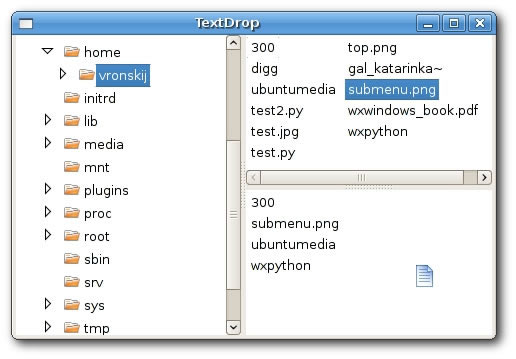 TextDrop
home
vronskij
initrd
lib
media
mnt
plugins
proc
root
sbin
srv
sys
tmp
300
digg
ubuntumedia
test2.py
test.jpg
test.py
top.png
gal_katarinka~
submenu.png
wxwindows_book.pdf
wxpython
300
submenu.png
ubuntumedia
wxpython